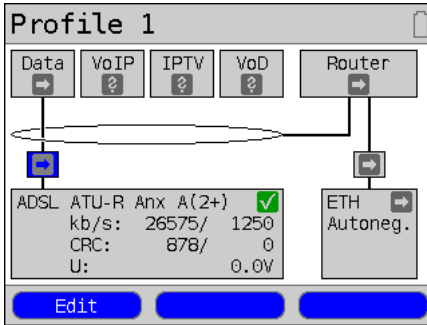 Profile 1
Data VoIP IPTV VoD Router
? ? ?
ADSL ATU-R Anx A(2+)
kb/s: 26575/ 1250
CRC: 878/ 0
U: 0.0V
ETH
Autoneg.
Edit